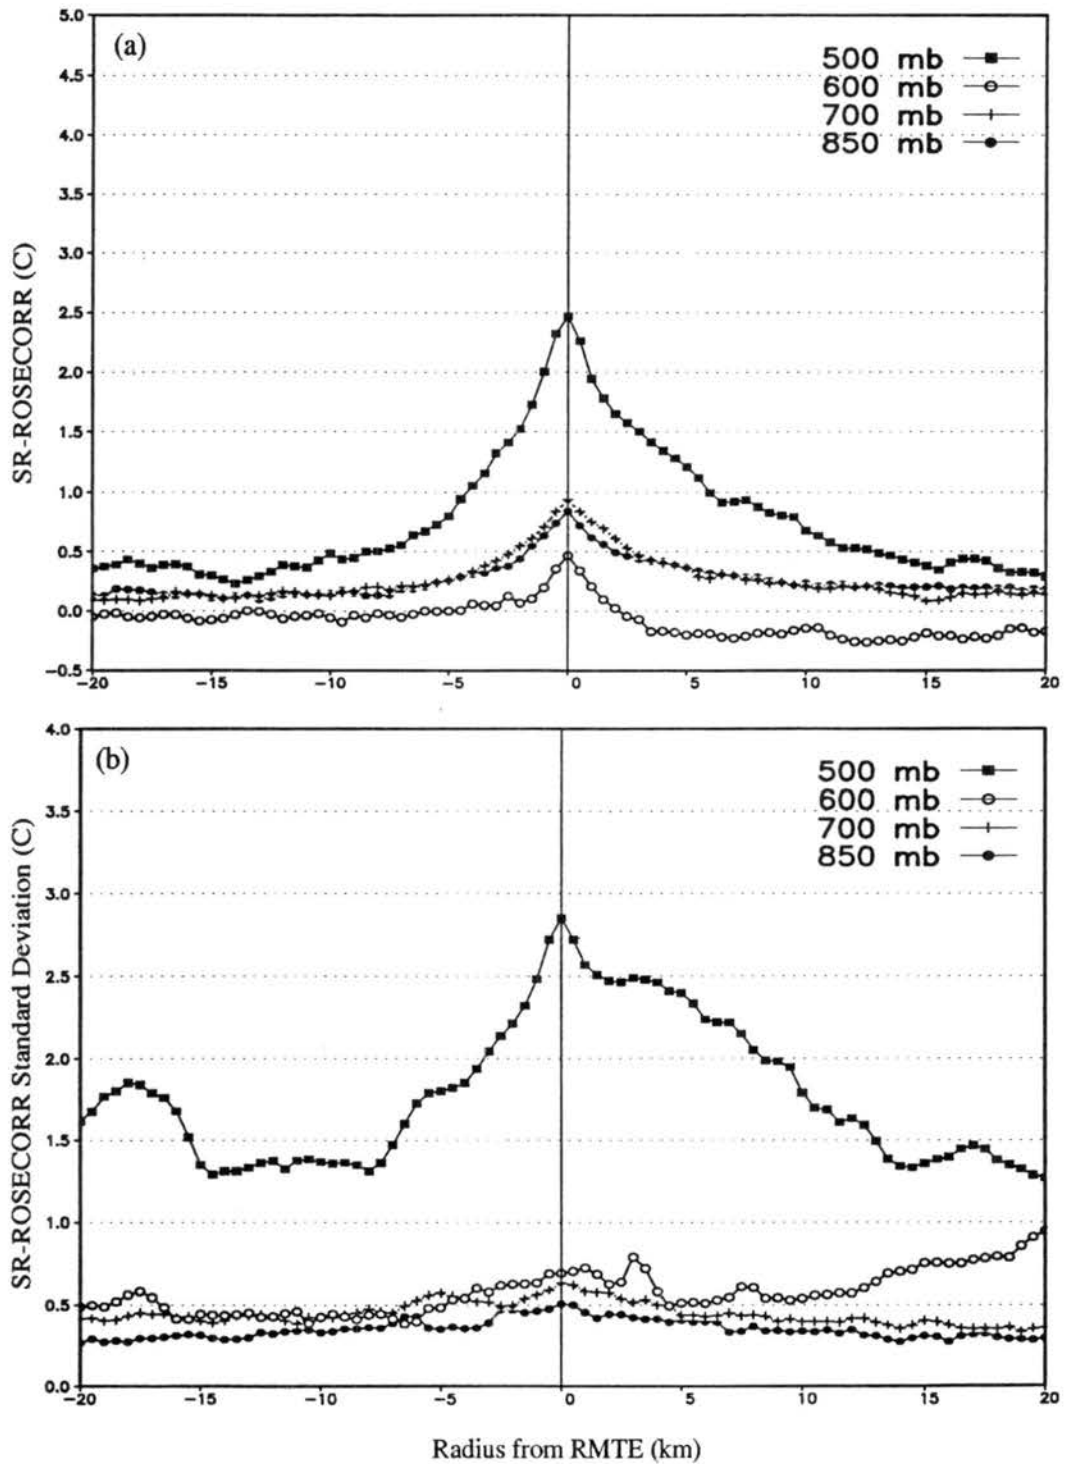 (a)
500 mb
600 mb
700 mb
850 mb
5.0
4.5
4.0
3.5
3.0
2.5
2.0
1.5
1.0
0.5
0.0
−0.5
SR-ROSECORR (C)
−20 −15 −10 −5 0 5 10 15 20
(b)
500 mb
600 mb
700 mb
850 mb
4.0
3.5
3.0
2.5
2.0
1.5
1.0
0.5
0.0
SR-ROSECORR Standard Deviation (C)
−20 −15 −10 −5 0 5 10 15 20
Radius from RMTE (km)